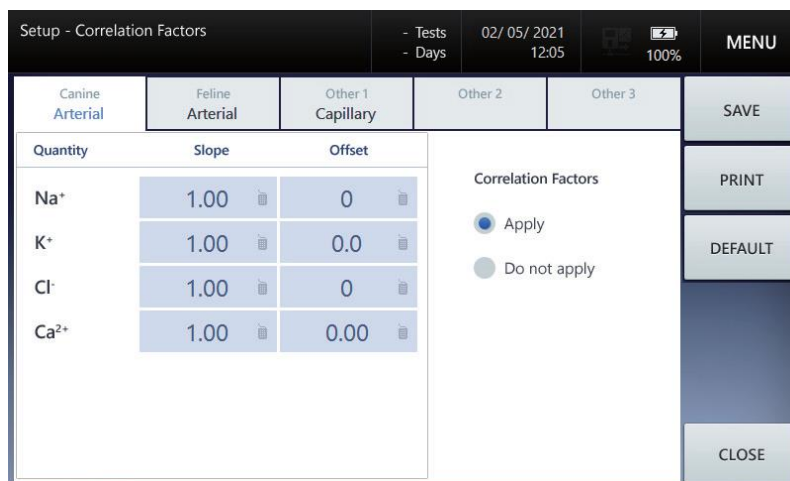 Setup - Correlation Factors
- Tests
- Days
02/ 05/ 2021
12:05
100%
MENU
Canine
Arterial
Feline
Arterial
Other 1
Capillary
Other 2
Other 3
SAVE
Quantity Slope Offset
Correlation Factors
PRINT
Na⁺ 1.00 0
Apply
K⁺ 1.00 0.0
DEFAULT
Do not apply
Cl⁻ 1.00 0
Ca²⁺ 1.00 0.00
CLOSE